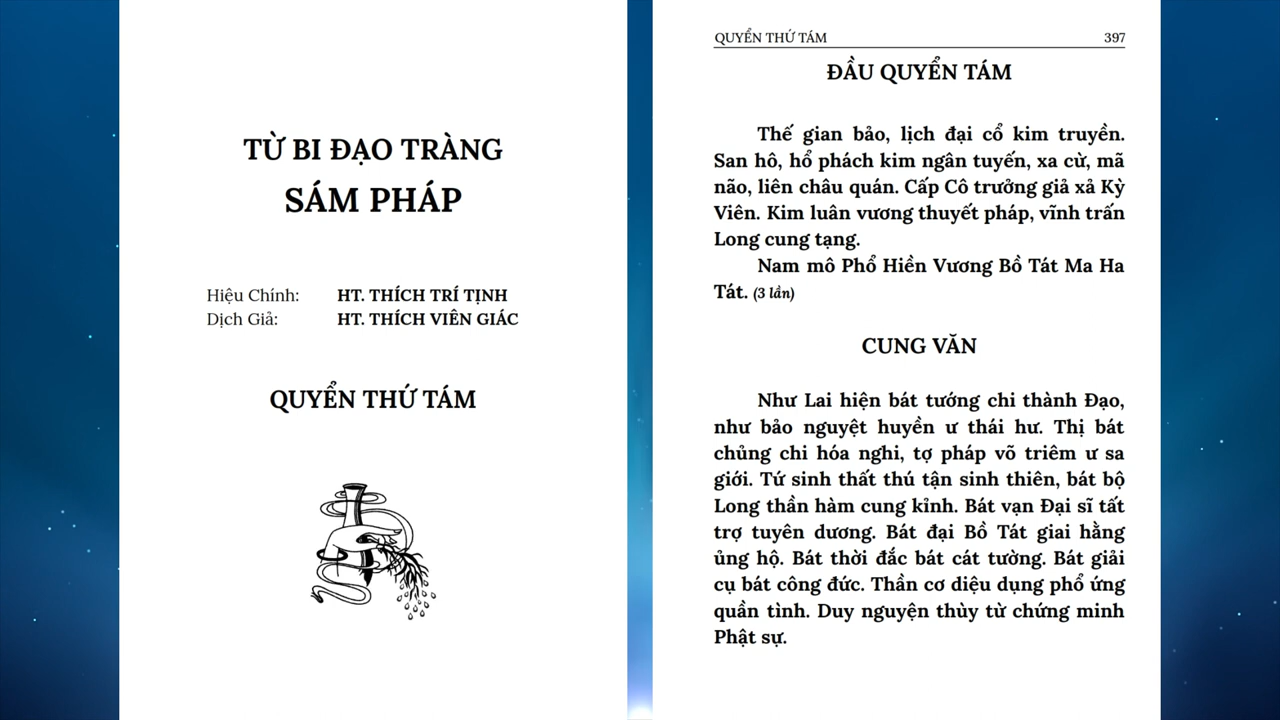 TỪ BI ĐẠO TRÀNG
SÁM PHÁP
Hiệu Chính: HT. THÍCH TRÍ TỊNH
Dịch Giả: HT. THÍCH VIÊN GIÁC
QUYỂN THỨ TÁM
QUYỂN THỨ TÁM 397
ĐẦU QUYỂN TÁM
Thế gian bảo, lịch đại cổ kim truyền.
San hô, hổ phách kim ngân tuyến, xa cừ, mã
não, liên châu quán. Cấp Cô trưởng giả xả Kỳ
Viên. Kim luân vương thuyết pháp, vĩnh trấn
Long cung tạng.
Nam mô Phổ Hiền Vương Bồ Tát Ma Ha
Tát. (3 lần)
CUNG VĂN
Như Lai hiện bát tướng chi thành Đạo,
như bảo nguyệt huyền ư thái hư. Thị bát
chủng chi hóa nghi, tợ pháp võ triêm ư sa
giới. Tứ sinh thất thú tận sinh thiên, bát bộ
Long thần hàm cung kỉnh. Bát vạn Đại sĩ tất
trợ tuyên dương. Bát đại Bồ Tát giai hằng
ủng hộ. Bát thời đắc bát cát tường. Bát giải
cụ bát công đức. Thần cơ diệu dụng phổ ứng
quần tình. Duy nguyện thùy từ chứng minh
Phật sự.